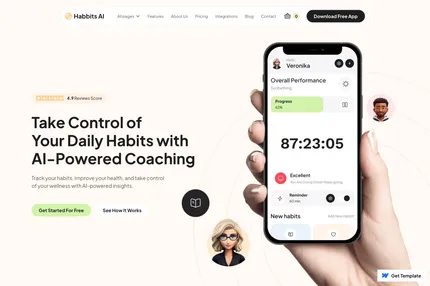 Habbits AI
All pages
Features
About Us
Pricing
Integrations
Blog
Contact
0
Download Free App
4.9 Reviews Score
Take Control of
Your Daily Habits with
AI-Powered Coaching
Track your habits, improve your health, and take control
of your wellness with AI-powered insights.
Get Started For Free
See How It Works
Veronika
Overall Performance
Progress
87:23:05
Excellent
Reminder
New habits
Add New Habit
Get Template